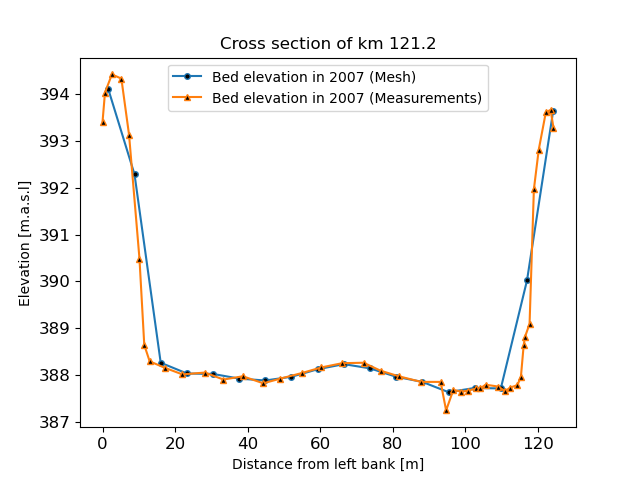 Cross section of km 121.2
Bed elevation in 2007 (Mesh)
Bed elevation in 2007 (Measurements)
Elevation [m.a.s.l]
394
393
392
391
390
389
388
387
0 20 40 60 80 100 120
Distance from left bank [m]